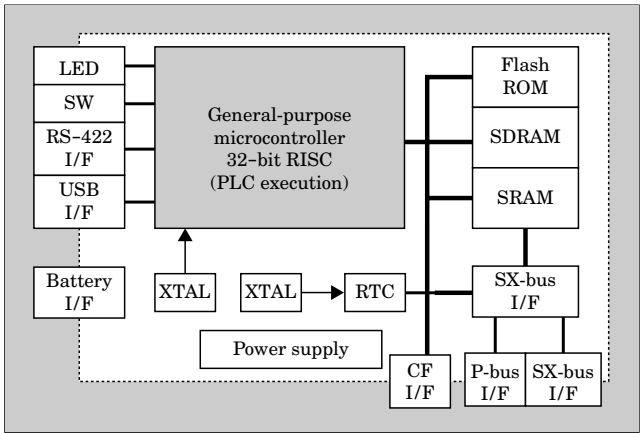 LED
SW
RS-422
I/F
USB
I/F
Battery
I/F
General-purpose
microcontroller
32-bit RISC
(PLC execution)
XTAL
XTAL
RTC
Power supply
Flash
ROM
SDRAM
SRAM
SX-bus
I/F
CF
I/F
P-bus
I/F
SX-bus
I/F